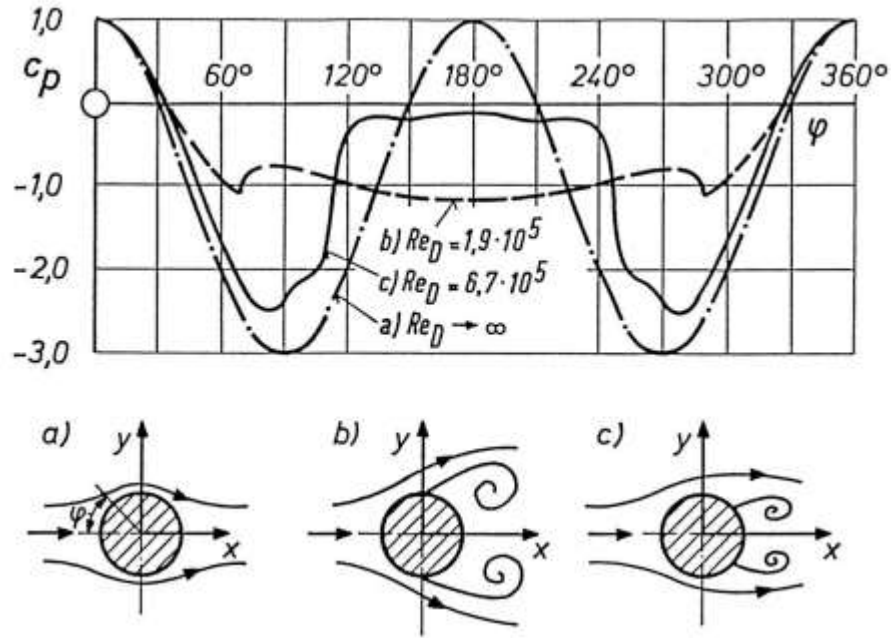 1,0
c_p
60° 120° 180° 240° 300° 360°
φ
-1,0
b) Re_D = 1,9·10^5
-2,0
c) Re_D = 6,7·10^5
a) Re_D → ∞
-3,0
a) y b) y c) y
φ
x x x